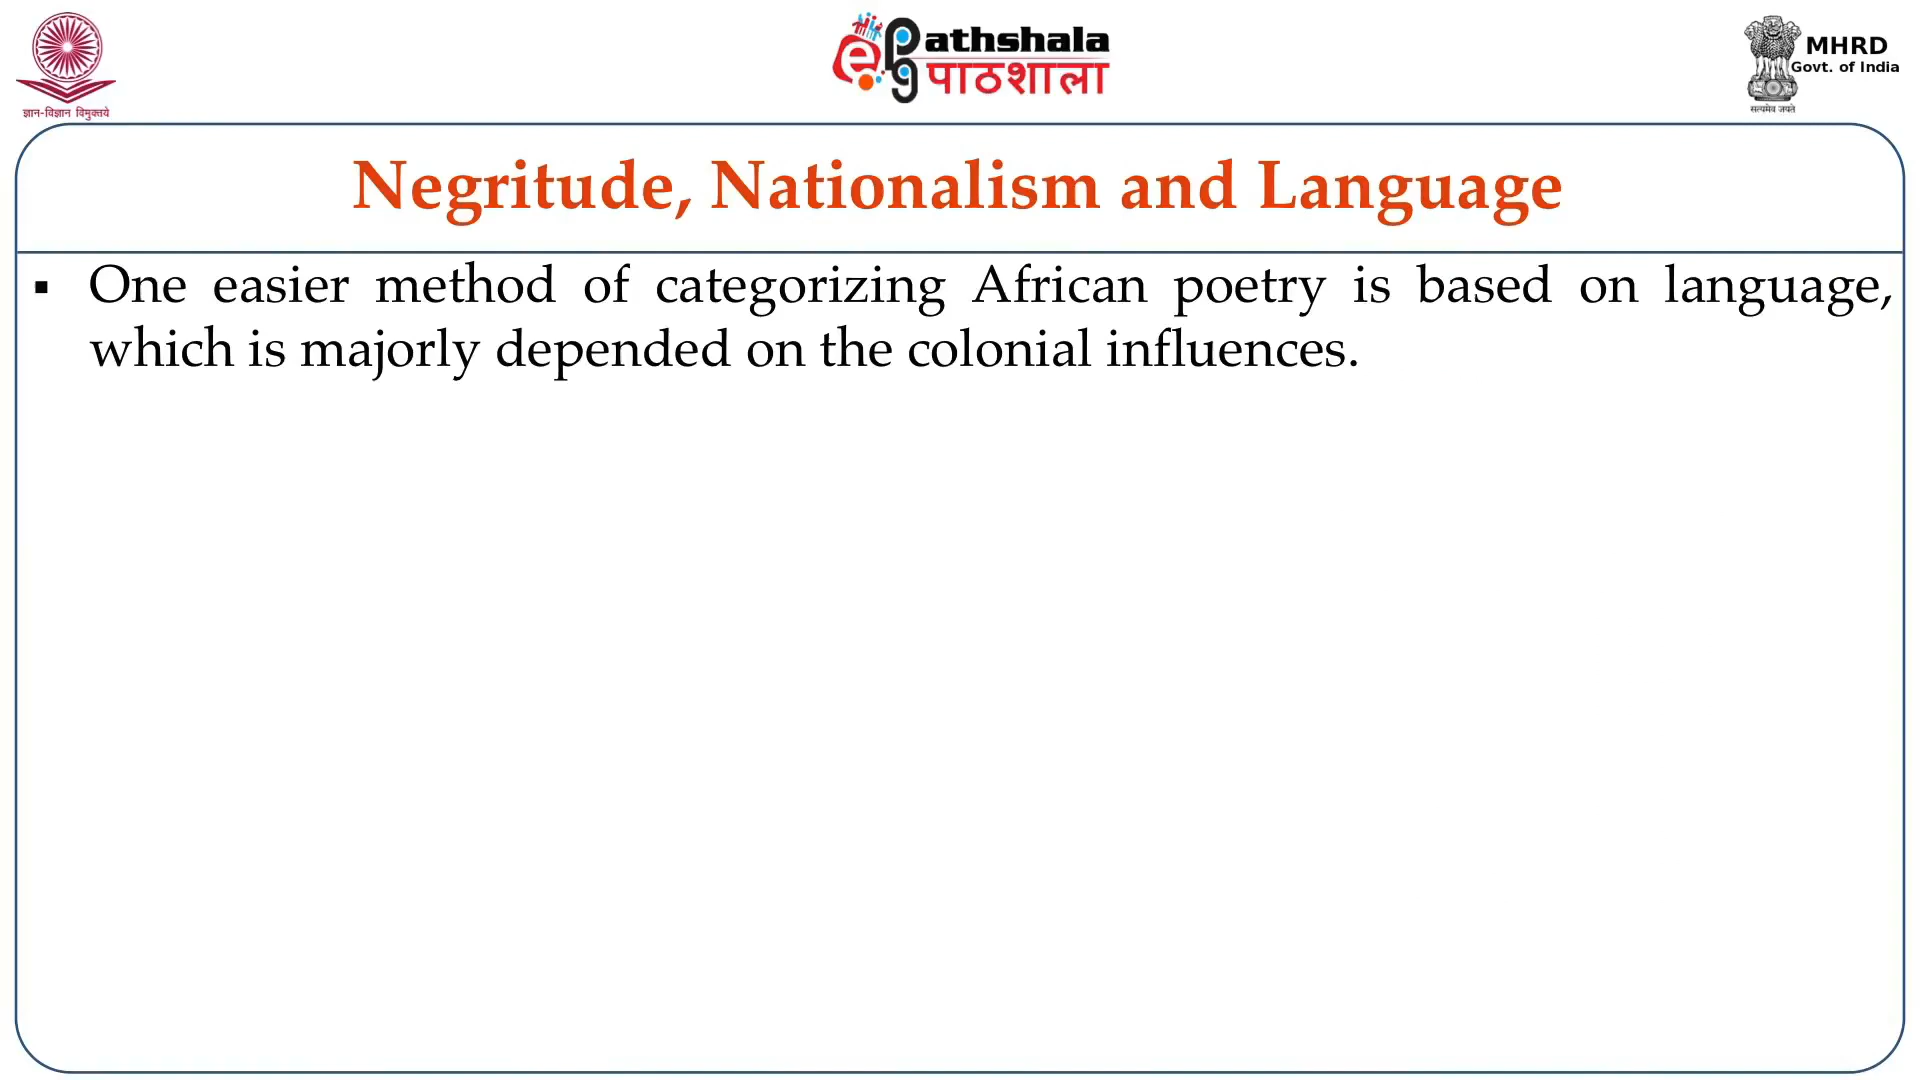 ज्ञान-विज्ञान विमुक्तये
ePathshala
पाठशाला
MHRD
Govt. of India
सत्यमेव जयते
Negritude, Nationalism and Language
▪ One easier method of categorizing African poetry is based on language,
which is majorly depended on the colonial influences.